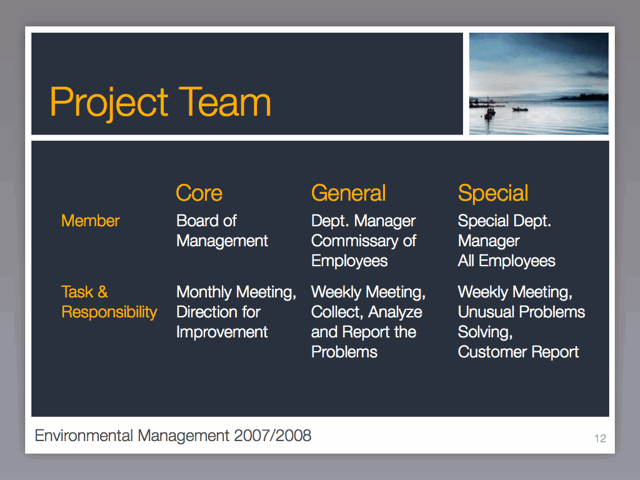 Project Team
Core General Special
Member
Board of
Management
Dept. Manager
Commissary of
Employees
Special Dept.
Manager
All Employees
Task &
Responsibility
Monthly Meeting,
Direction for
Improvement
Weekly Meeting,
Collect, Analyze
and Report the
Problems
Weekly Meeting,
Unusual Problems
Solving,
Customer Report
Environmental Management 2007/2008
12